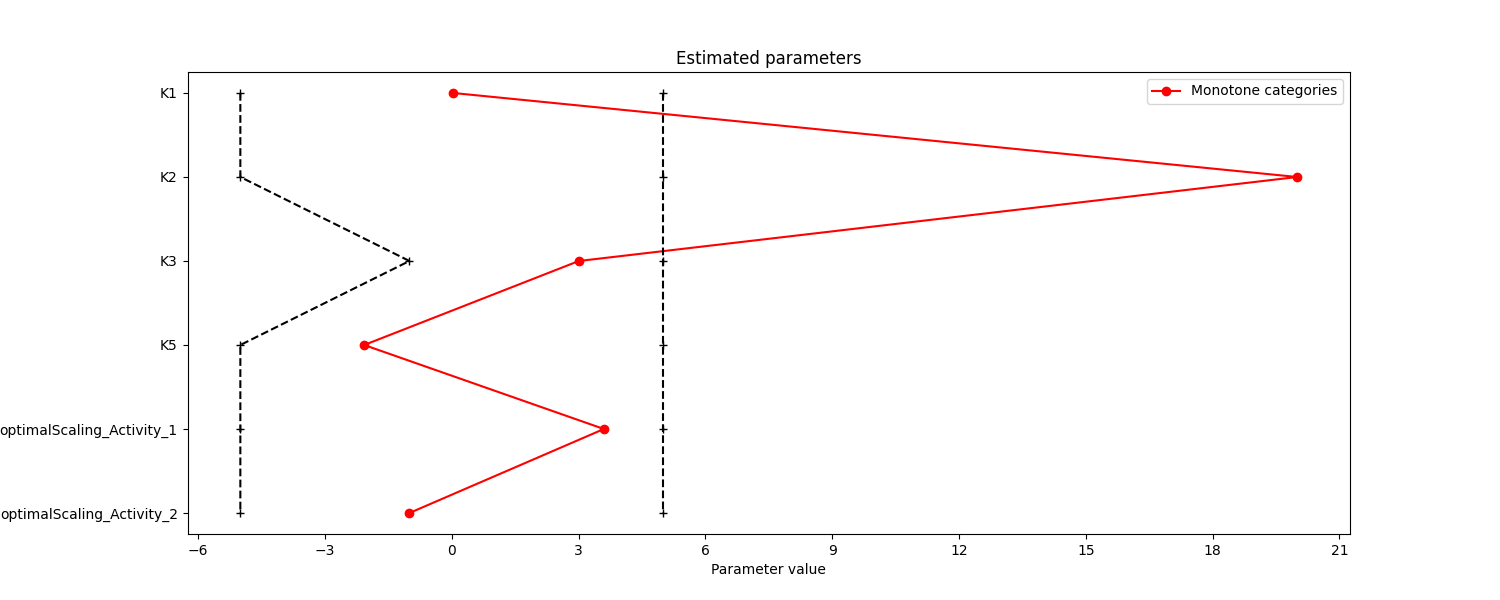 Estimated parameters
Monotone categories
K1
K2
K3
K5
optimalScaling_Activity_1
optimalScaling_Activity_2
−6 −3 0 3 6 9 12 15 18 21
Parameter value